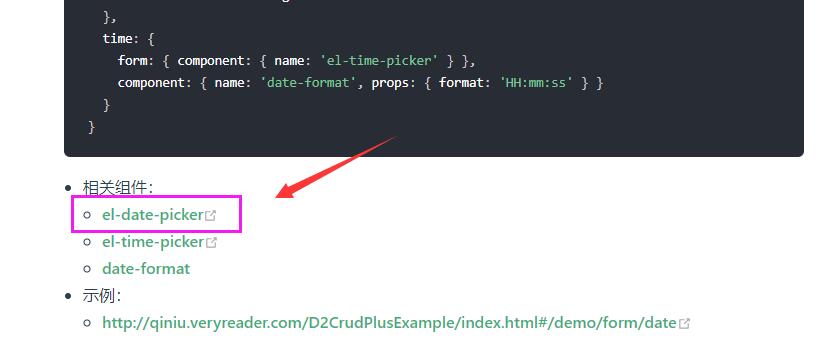 },
time: {
form: { component: { name: 'el-time-picker' } },
component: { name: 'date-format', props: { format: 'HH:mm:ss' } }
}
}
相关组件：
el-date-picker
el-time-picker
date-format
示例：
http://qiniu.veryreader.com/D2CrudPlusExample/index.html#/demo/form/date